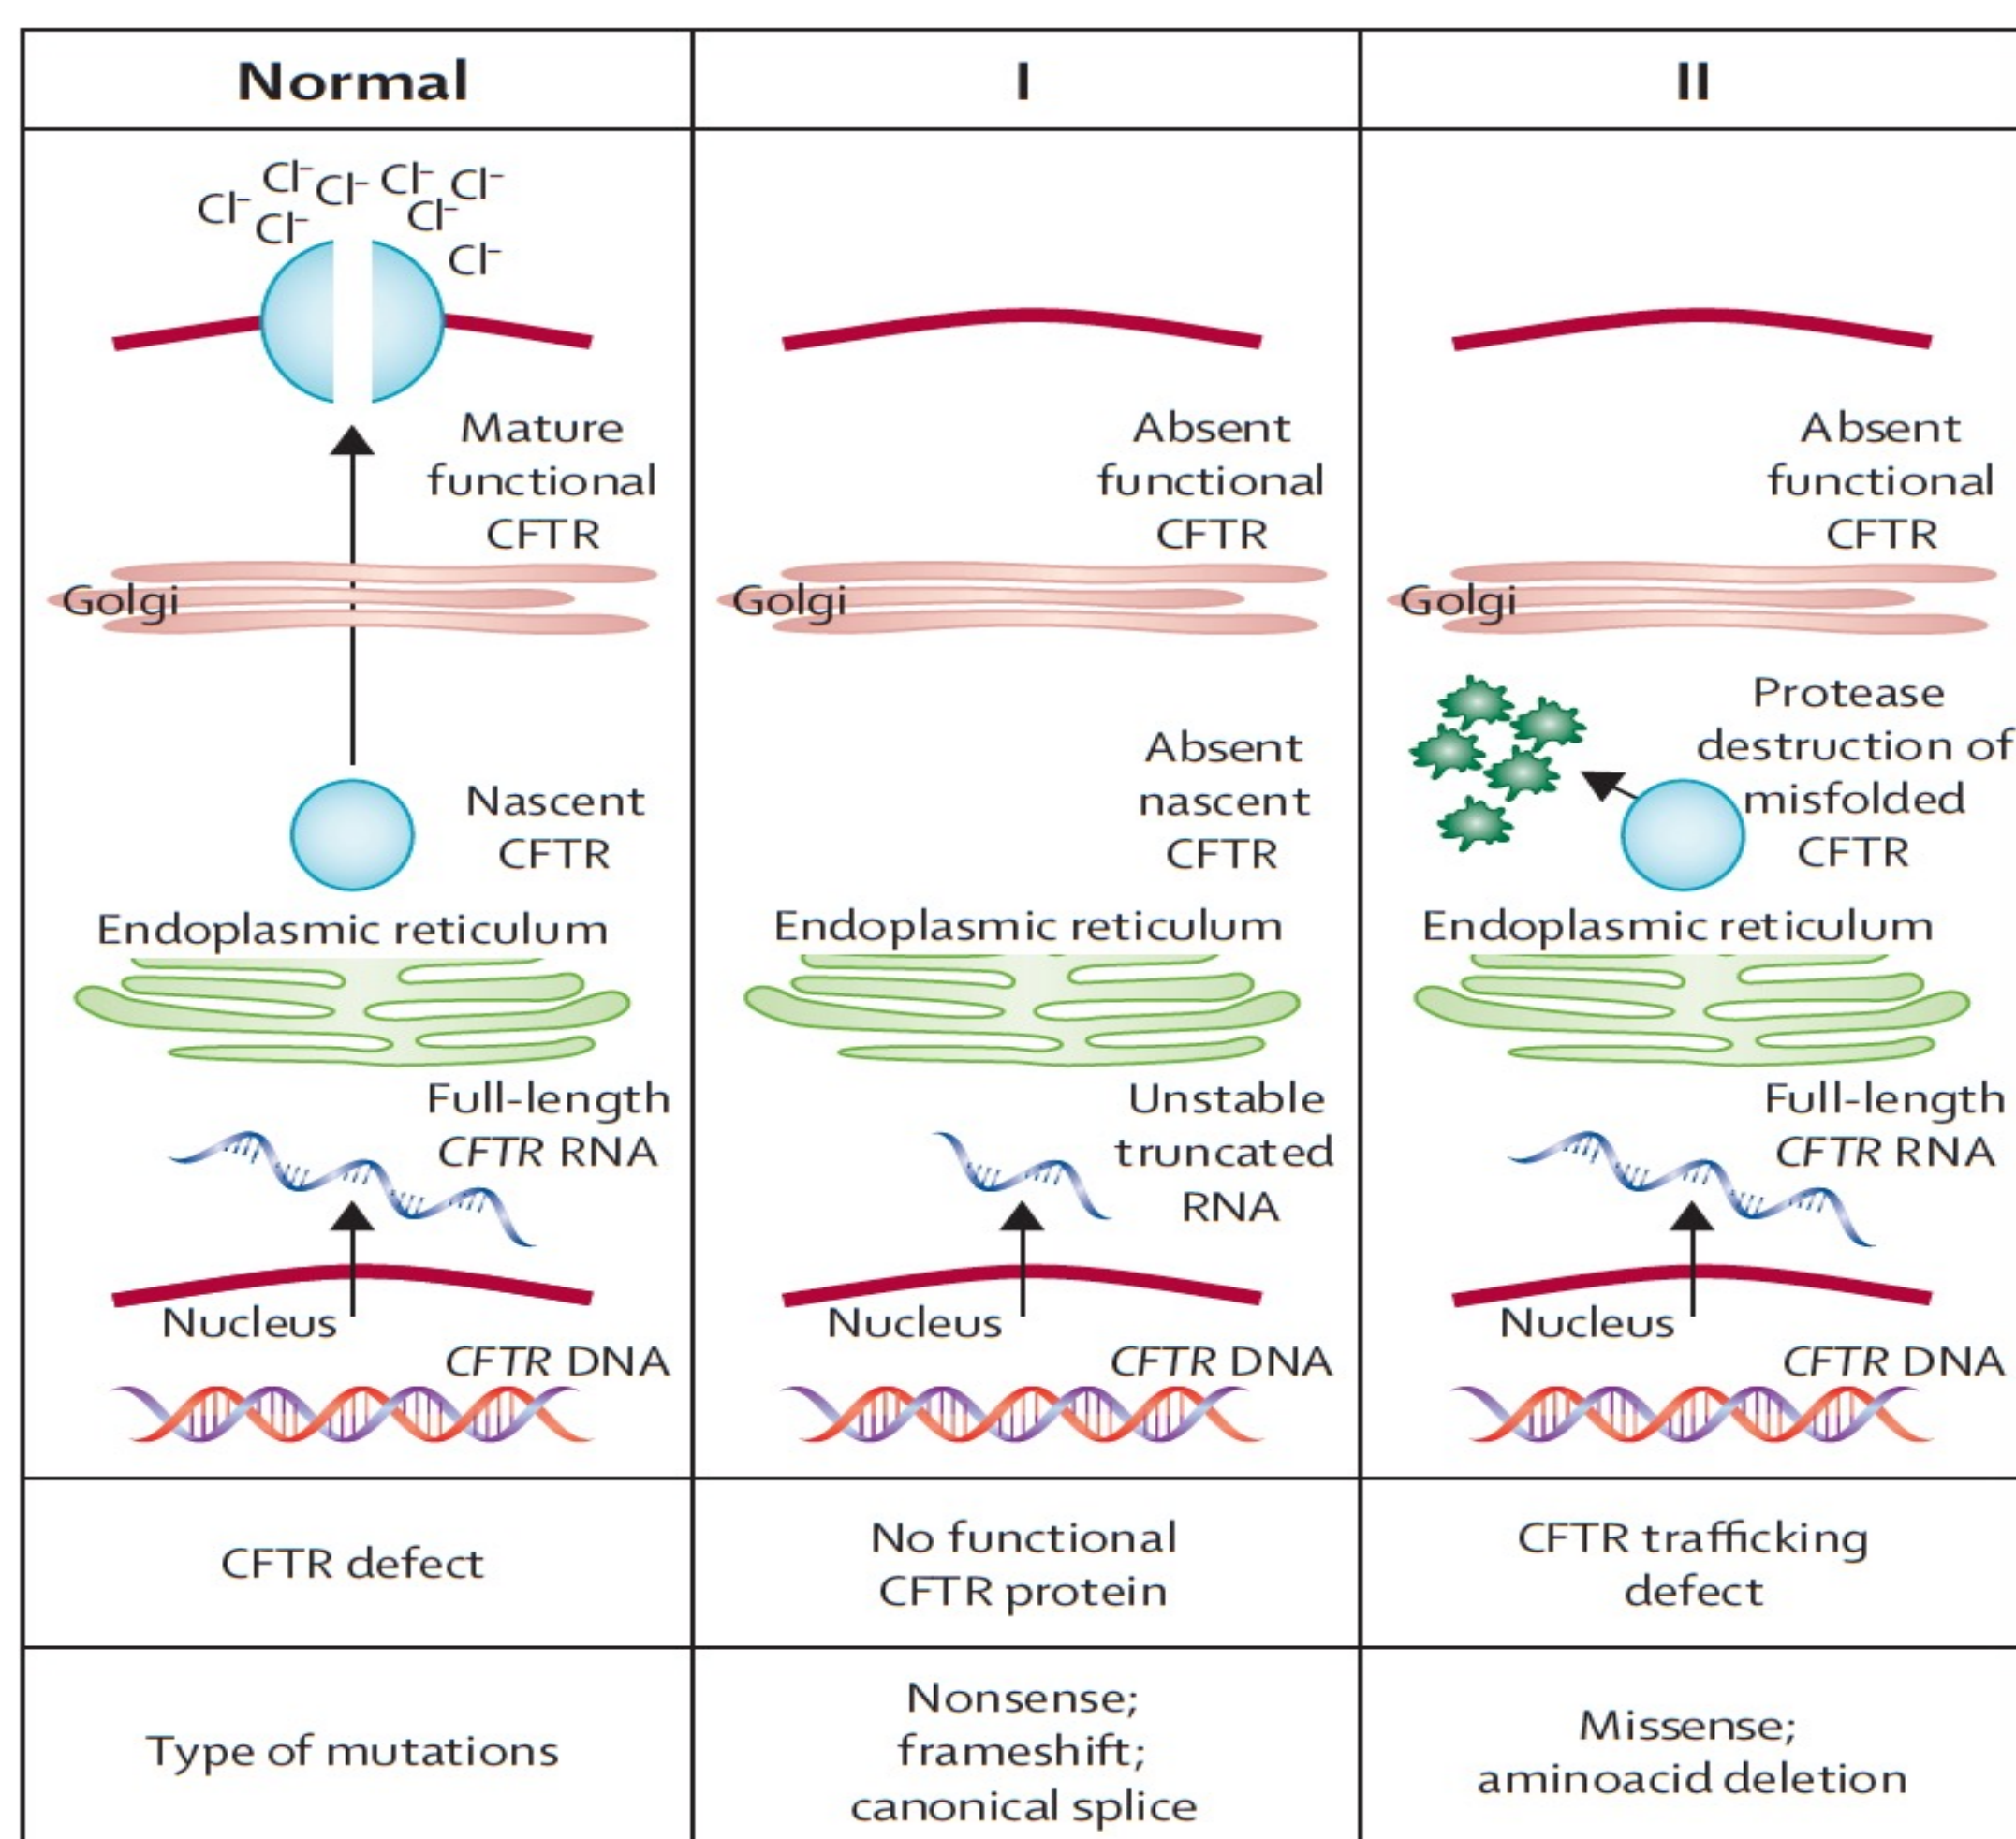 Normal
I
II
Cl⁻ Cl⁻ Cl⁻ Cl⁻ Cl⁻
Cl⁻ Cl⁻
Cl⁻
Mature
functional
CFTR
Golgi
Nascent
CFTR
Endoplasmic reticulum
Full-length
CFTR RNA
Nucleus
CFTR DNA
Absent
functional
CFTR
Golgi
Absent
nascent
CFTR
Endoplasmic reticulum
Unstable
truncated
RNA
Nucleus
CFTR DNA
Absent
functional
CFTR
Golgi
Protease
destruction of
misfolded
CFTR
Endoplasmic reticulum
Full-length
CFTR RNA
Nucleus
CFTR DNA
CFTR defect
No functional
CFTR protein
CFTR trafficking
defect
Type of mutations
Nonsense;
frameshift;
canonical splice
Missense;
aminoacid deletion